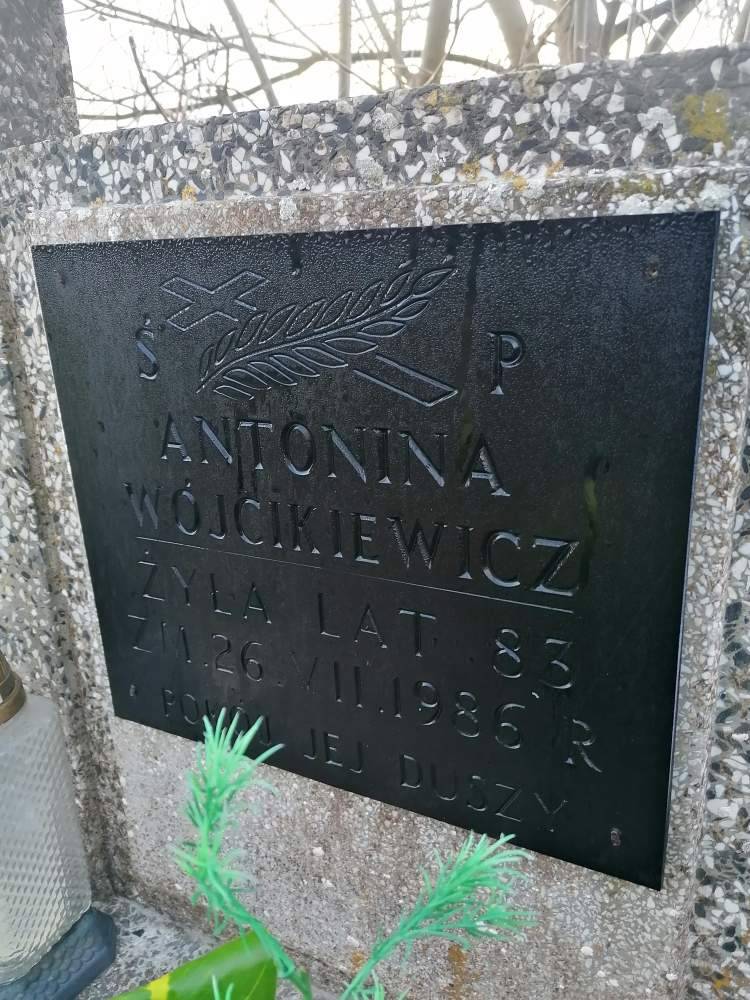 Ś P
ANTONINA
WÓJCIKIEWICZ
ŻYŁA LAT 83
ZM. 26.VII.1986 R
POKÓJ JEJ DUSZY